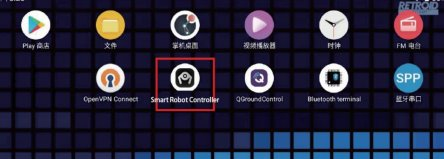 RETROID
Play 商店
文件
掌机桌面
视频播放器
时钟
FM 电台
OpenVPN Connect
Smart Robot Controller
QGroundControl
Bluetooth terminal
SPP
蓝牙串口